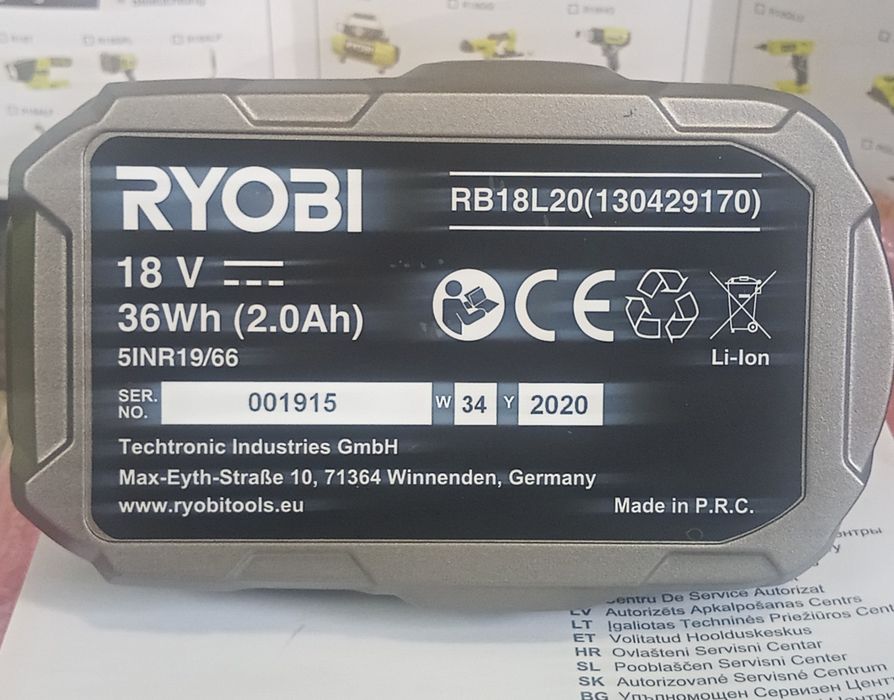 RYOBI
RB18L20(130429170)
18 V
36Wh (2.0Ah)
5INR19/66
Li-Ion
SER. NO. 001915 W 34 Y 2020
Techtronic Industries GmbH
Max-Eyth-Straße 10, 71364 Winnenden, Germany
www.ryobitools.eu
Made in P.R.C.
De Service Autorizat
LV Autorizēts Apkalpošanas Centrs
LT Įgaliotas Techninės Priežiūros
ET Volitatud Hoolduskeskus
HR Ovlašteni Servisni Centar
SL Pooblaščen Servisni Center
SK Autorizované Servisné Centrum
BG Упълномощен Сервизен